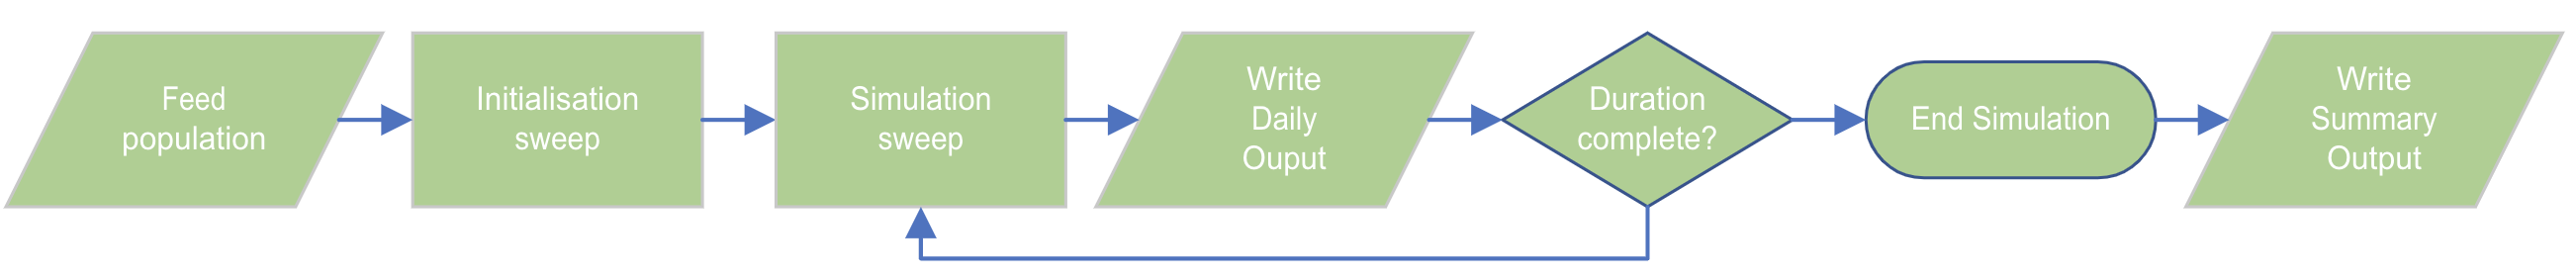 Feed
population
Initialisation
sweep
Simulation
sweep
Write
Daily
Ouput
Duration
complete?
End Simulation
Write
Summary
Output